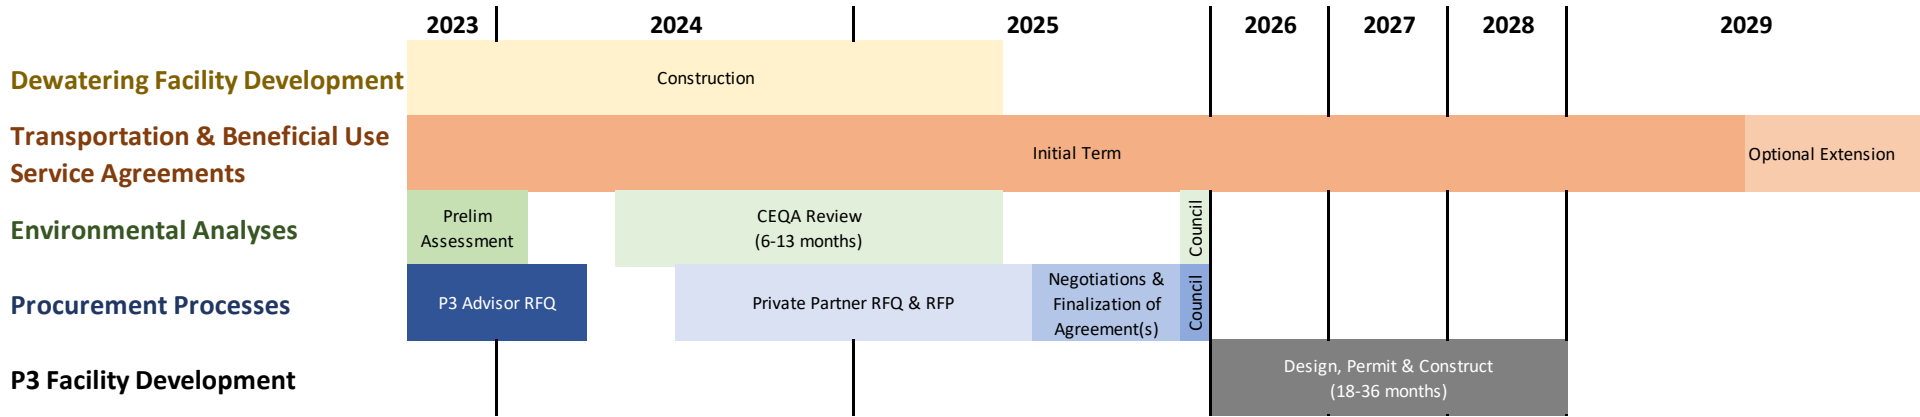 2023
2024
2025
2026
2027
2028
2029
Dewatering Facility Development
Construction
Transportation & Beneficial Use
Service Agreements
Initial Term
Optional Extension
Environmental Analyses
Prelim
Assessment
CEQA Review
(6-13 months)
Council
Procurement Processes
P3 Advisor RFQ
Private Partner RFQ & RFP
Negotiations &
Finalization of
Agreement(s)
Council
P3 Facility Development
Design, Permit & Construct
(18-36 months)